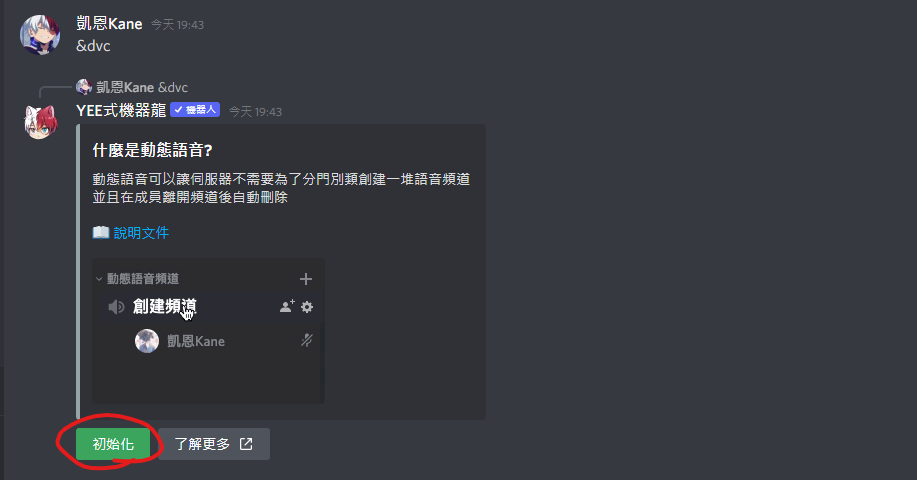 凱恩Kane 今天 19:43
&dvc
凱恩Kane &dvc
YEE式機器龍 機器人 今天 19:43
什麼是動態語音?
動態語音可以讓伺服器不需要為了分門別類創建一堆語音頻道
並且在成員離開頻道後自動刪除
說明文件
動態語音頻道
創建頻道
凱恩Kane
初始化 了解更多